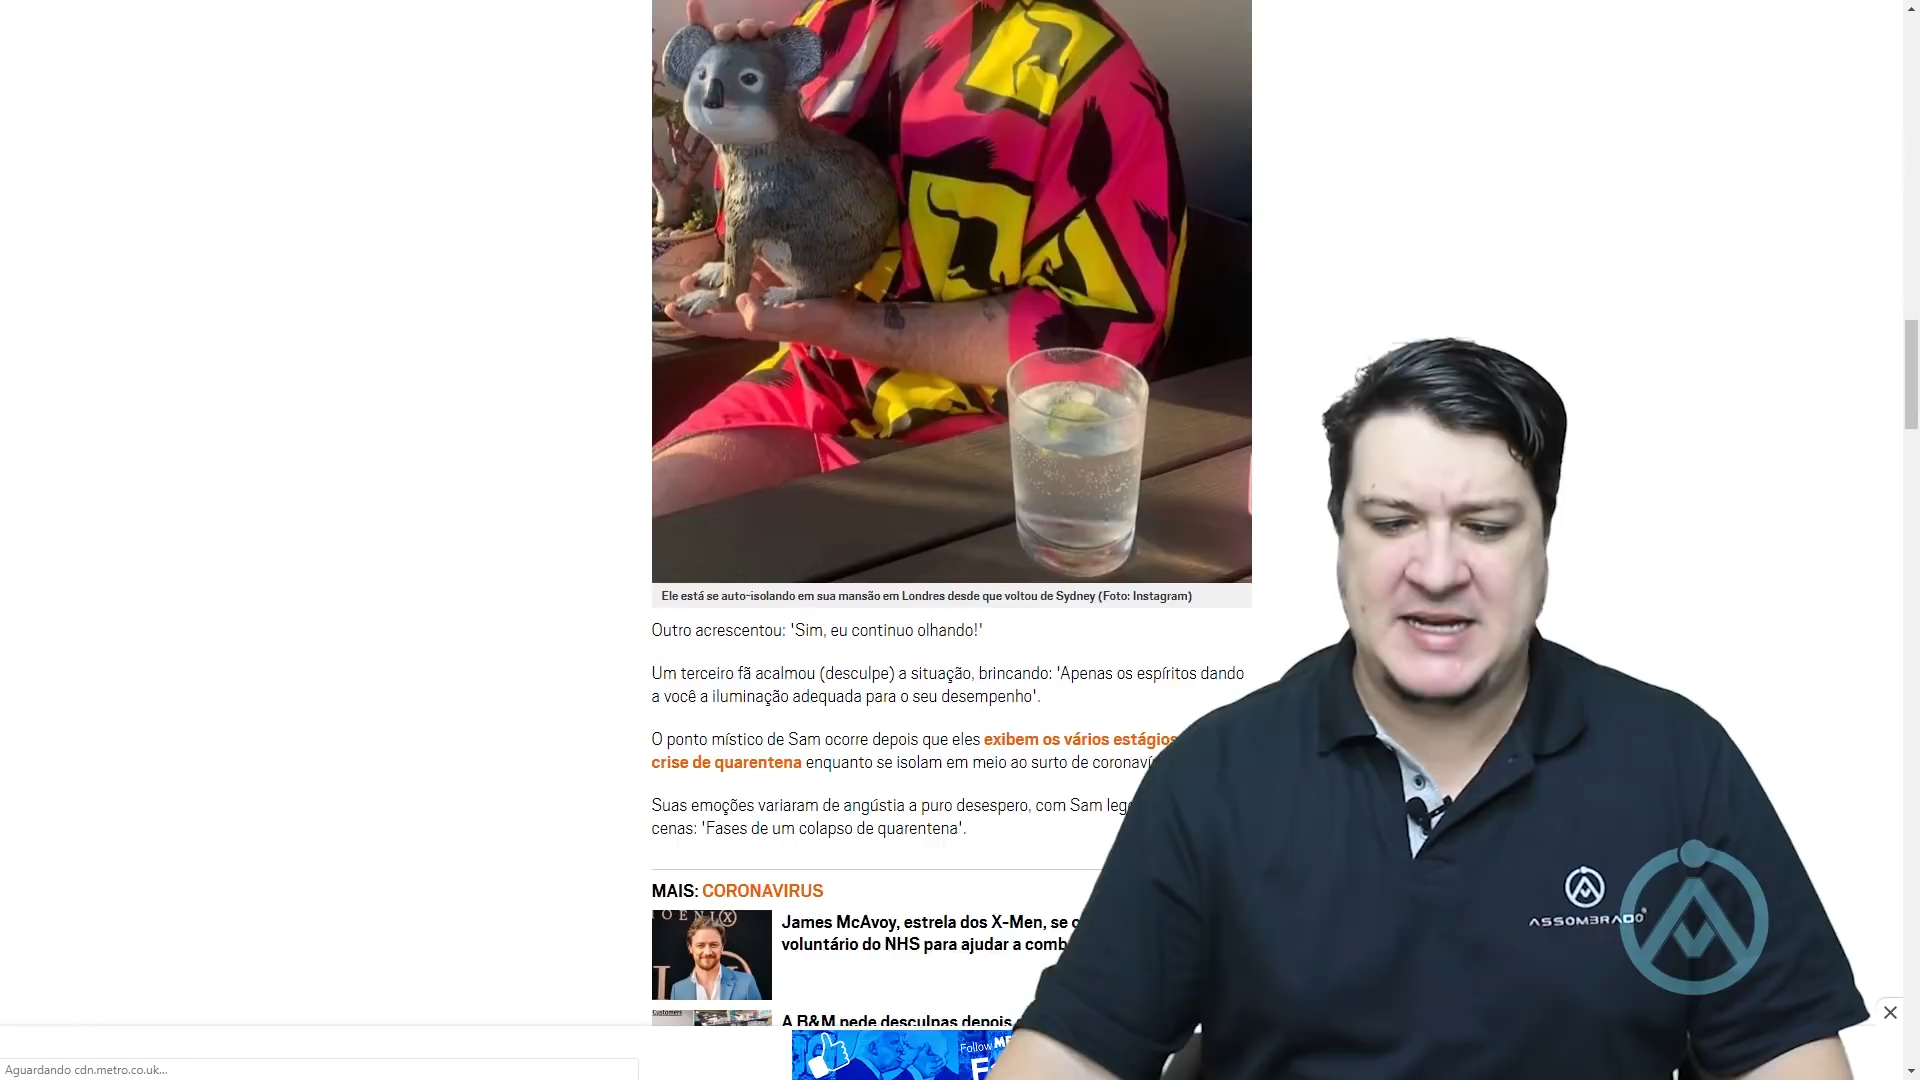 Ele está se auto-isolando em sua mansão em Londres desde que voltou de Sydney (Foto: Instagram)
Outro acrescentou: 'Sim, eu continuo olhando!'
Um terceiro fã acalmou (desculpe) a situação, brincando: 'Apenas os espíritos dando
a você a iluminação adequada para o seu desempenho'.
O ponto místico de Sam ocorre depois que eles exibem os vários estágios
crise de quarentena enquanto se isolam em meio ao surto de
Suas emoções variaram de angústia a puro desespero, com Sam
cenas: 'Fases de um colapso de quarentena'.
MAIS: CORONAVIRUS
James McAvoy, estrela dos X-Men, se
voluntário do NHS para ajudar a
A B&M pede desculpas depois
Customers
Follow
ASSOMBRADO
Aguardando cdn.metro.co.uk...